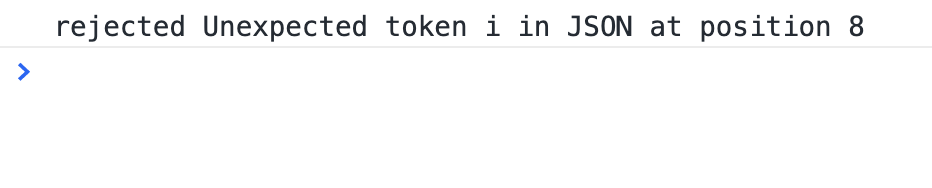 rejected Unexpected token i in JSON at position 8